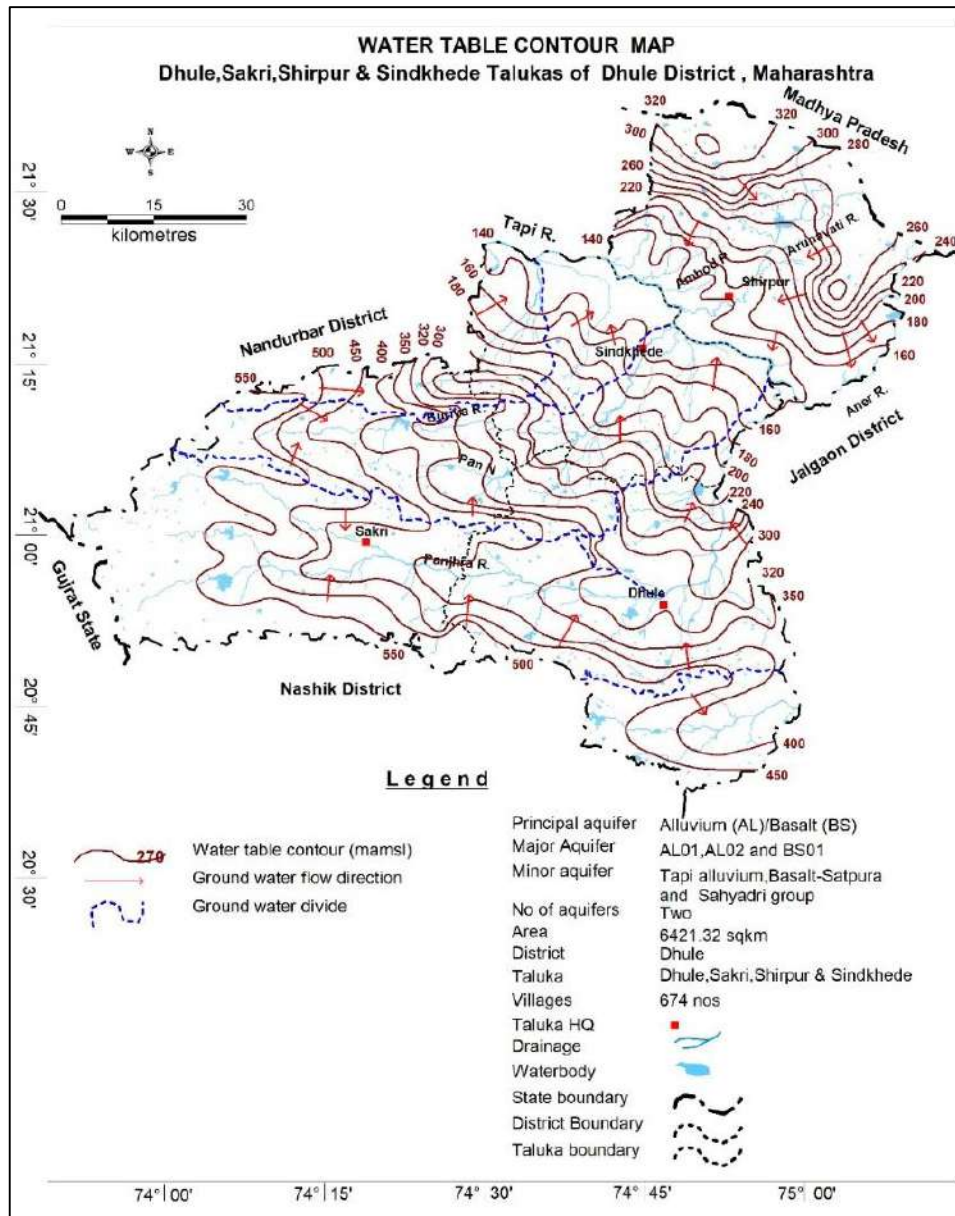 WATER TABLE CONTOUR MAP
Dhule,Sakri,Shirpur & Sindkhede Talukas of Dhule District , Maharashtra
N
W E
S
0 15 30
kilometres
Madhya Pradesh
320
320
300
300
280
260
220
21° 30'
Tapi R.
140
140
Arunavati R.
260
240
Amhod R.
Shirpur
160
180
220
200
180
160
Nandurbar District
Sindkhede
300
320
350
400
450
500
550
21° 15'
Aner R.
160
Buriya R.
Jalgaon District
180
Pan N
200
220
240
300
21° 00'
Sakri
Panjhra R.
320
350
Gujrat State
Dhule
550
500
Nashik District
20° 45'
400
450
Legend
270 Water table contour (mamsl)
Ground water flow direction
Ground water divide
Principal aquifer Alluvium (AL)/Basalt (BS)
Major Aquifer AL01,AL02 and BS01
Minor aquifer Tapi alluvium,Basalt-Satpura
and Sahyadri group
No of aquifers Two
Area 6421.32 sqkm
District Dhule
Taluka Dhule,Sakri,Shirpur & Sindkhede
Villages 674 nos
Taluka HQ
Drainage
Waterbody
State boundary
District Boundary
Taluka boundary
20° 30'
74° 00' 74° 15' 74° 30' 74° 45' 75° 00'